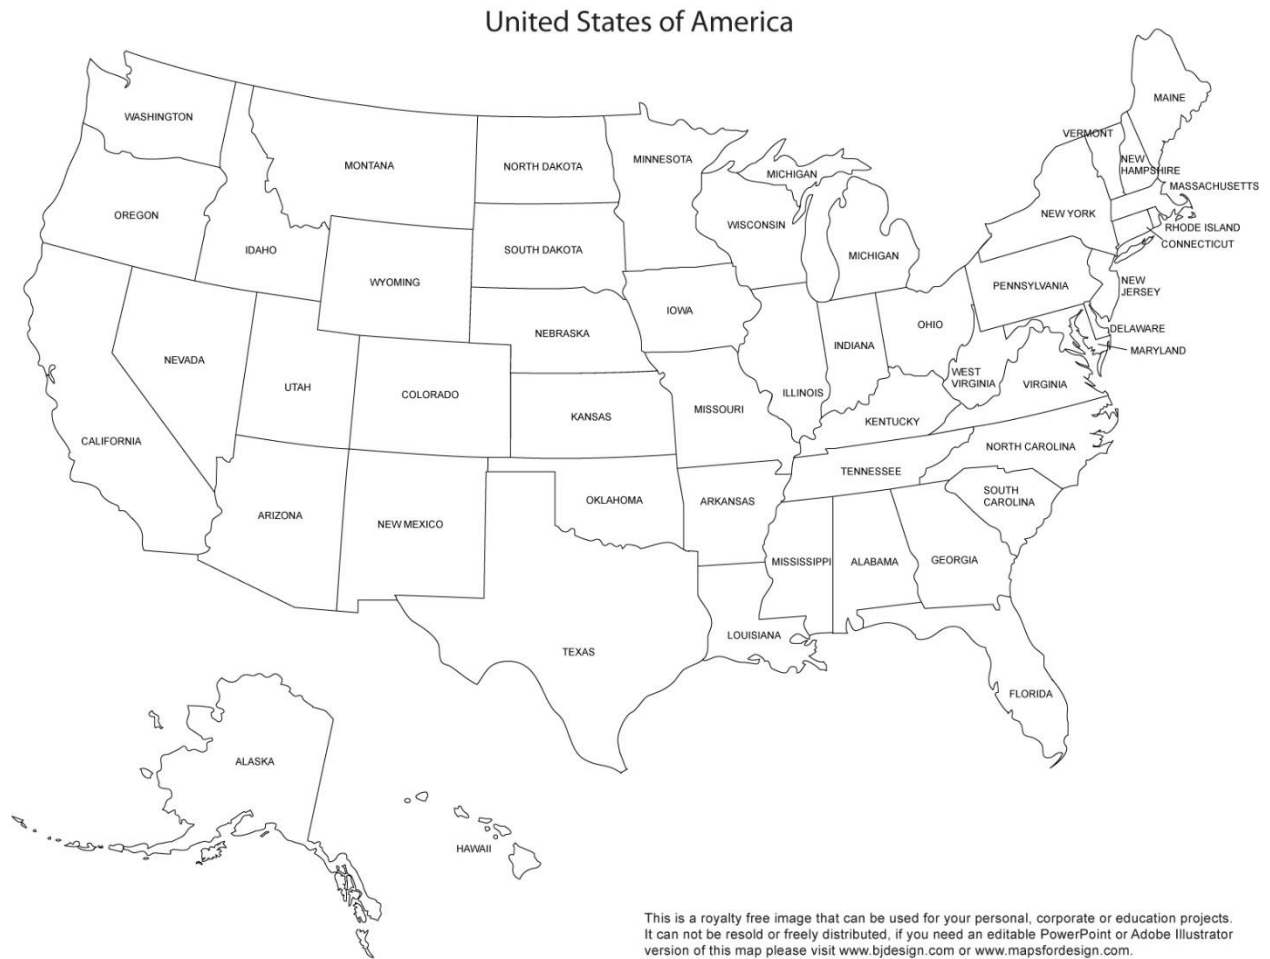 United States of America
WASHINGTON
MONTANA
NORTH DAKOTA
MINNESOTA
MICHIGAN
VERMONT
MAINE
NEW
HAMPSHIRE
MASSACHUSETTS
OREGON
IDAHO
WYOMING
SOUTH DAKOTA
WISCONSIN
MICHIGAN
NEW YORK
RHODE ISLAND
CONNECTICUT
PENNSYLVANIA
NEW
JERSEY
IOWA
NEBRASKA
NEVADA
UTAH
COLORADO
ILLINOIS
INDIANA
OHIO
DELAWARE
MARYLAND
WEST
VIRGINIA
VIRGINIA
CALIFORNIA
KANSAS
MISSOURI
KENTUCKY
NORTH CAROLINA
TENNESSEE
SOUTH
CAROLINA
ARIZONA
NEW MEXICO
OKLAHOMA
ARKANSAS
MISSISSIPPI
ALABAMA
GEORGIA
TEXAS
LOUISIANA
FLORIDA
ALASKA
HAWAII
This is a royalty free image that can be used for your personal, corporate or education projects.
It can not be resold or freely distributed, if you need an editable PowerPoint or Adobe Illustrator
version of this map please visit www.bjdesign.com or www.mapsfordesign.com.